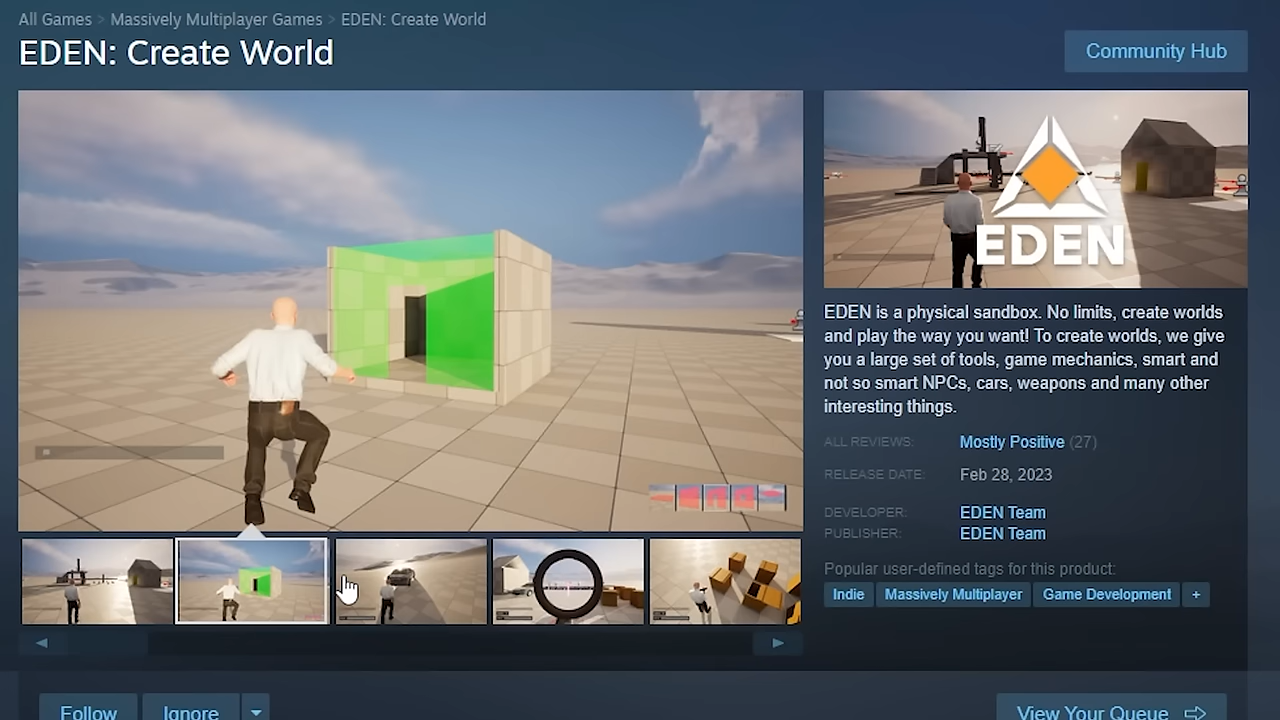 All Games > Massively Multiplayer Games > EDEN: Create World
EDEN: Create World
Community Hub
EDEN
EDEN is a physical sandbox. No limits, create worlds
and play the way you want! To create worlds, we give
you a large set of tools, game mechanics, smart and
not so smart NPCs, cars, weapons and many other
interesting things.
ALL REVIEWS: Mostly Positive (27)
RELEASE DATE: Feb 28, 2023
DEVELOPER: EDEN Team
PUBLISHER: EDEN Team
Popular user-defined tags for this product:
Indie Massively Multiplayer Game Development +
Follow Ignore View Your Queue